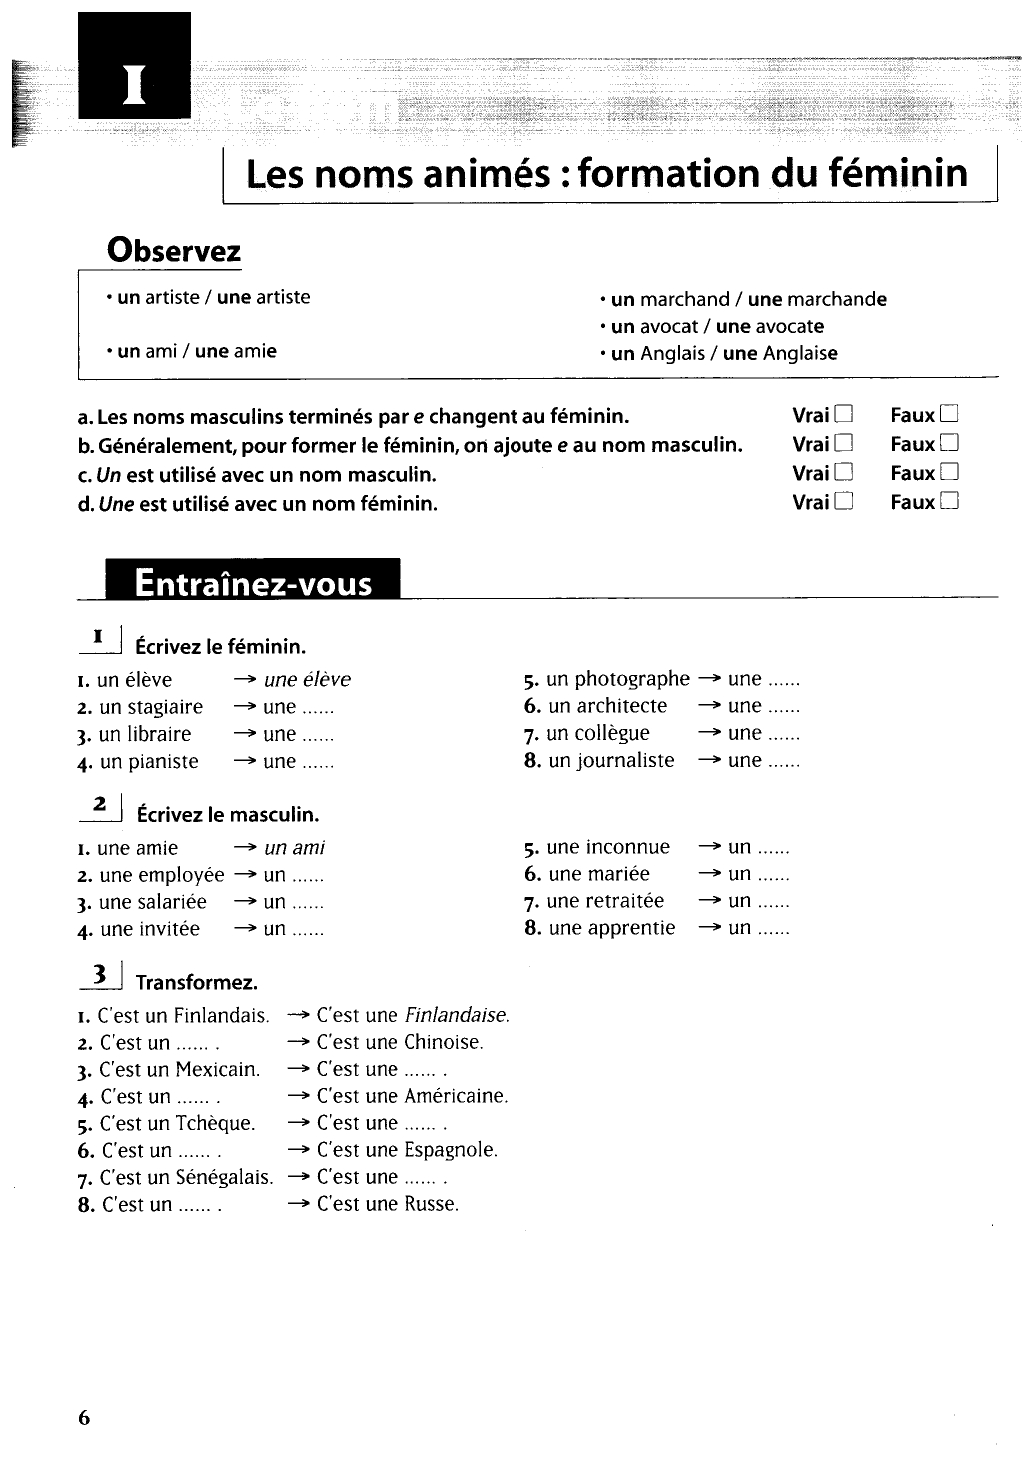 I
Les noms animés : formation du féminin
Observez
• un artiste / une artiste
• un ami / une amie
• un marchand / une marchande
• un avocat / une avocate
• un Anglais / une Anglaise
a. Les noms masculins terminés par e changent au féminin. Vrai □ Faux □
b. Généralement, pour former le féminin, on ajoute e au nom masculin. Vrai □ Faux □
c. Un est utilisé avec un nom masculin. Vrai □ Faux □
d. Une est utilisé avec un nom féminin. Vrai □ Faux □
Entraînez-vous
1 Écrivez le féminin.
1. un élève → une élève
2. un stagiaire → une ......
3. un libraire → une ......
4. un pianiste → une ......
5. un photographe → une ......
6. un architecte → une ......
7. un collègue → une ......
8. un journaliste → une ......
2 Écrivez le masculin.
1. une amie → un ami
2. une employée → un ......
3. une salariée → un ......
4. une invitée → un ......
5. une inconnue → un ......
6. une mariée → un ......
7. une retraitée → un ......
8. une apprentie → un ......
3 Transformez.
1. C'est un Finlandais. → C'est une Finlandaise.
2. C'est un ...... . → C'est une Chinoise.
3. C'est un Mexicain. → C'est une ...... .
4. C'est un ...... . → C'est une Américaine.
5. C'est un Tchèque. → C'est une ...... .
6. C'est un ...... . → C'est une Espagnole.
7. C'est un Sénégalais. → C'est une ...... .
8. C'est un ...... . → C'est une Russe.
6